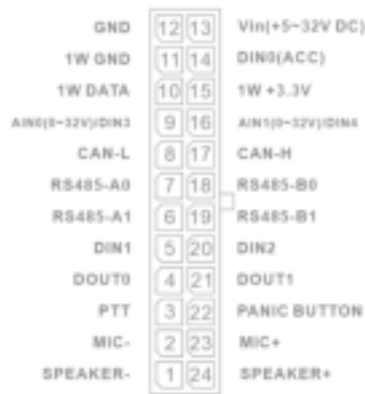 GND 12 13 Vin(+5~32V DC)
1W GND 11 14 DIN0(ACC)
1W DATA 10 15 1W +3.3V
AIN0(0~32V)/DIN3 9 16 AIN1(0~32V)/DIN4
CAN-L 8 17 CAN-H
RS485-A0 7 18 RS485-B0
RS485-A1 6 19 RS485-B1
DIN1 5 20 DIN2
DOUT0 4 21 DOUT1
PTT 3 22 PANIC BUTTON
MIC- 2 23 MIC+
SPEAKER- 1 24 SPEAKER+